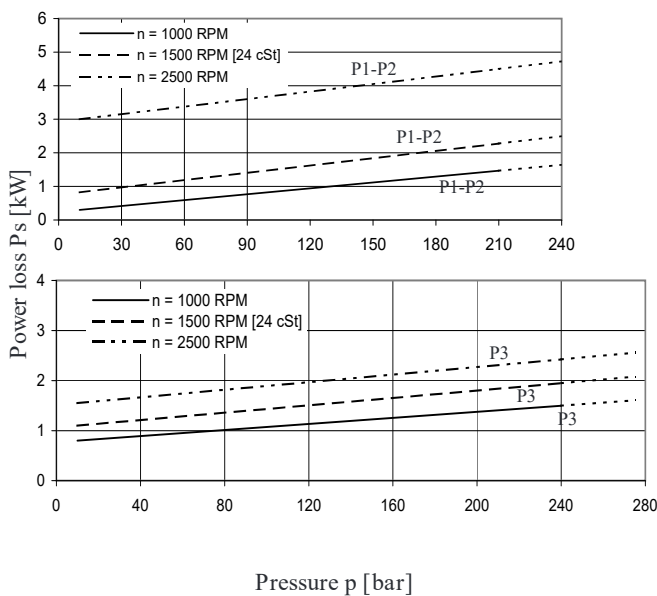 6
5
4
3
2
1
0
n = 1000 RPM
n = 1500 RPM [24 cSt]
n = 2500 RPM
P1-P2
P1-P2
P1-P2
0 30 60 90 120 150 180 210 240
Power loss Ps [kW]
4
3
2
1
0
n = 1000 RPM
n = 1500 RPM [24 cSt]
n = 2500 RPM
P3
P3
P3
0 40 80 120 160 200 240 280
Pressure p [bar]